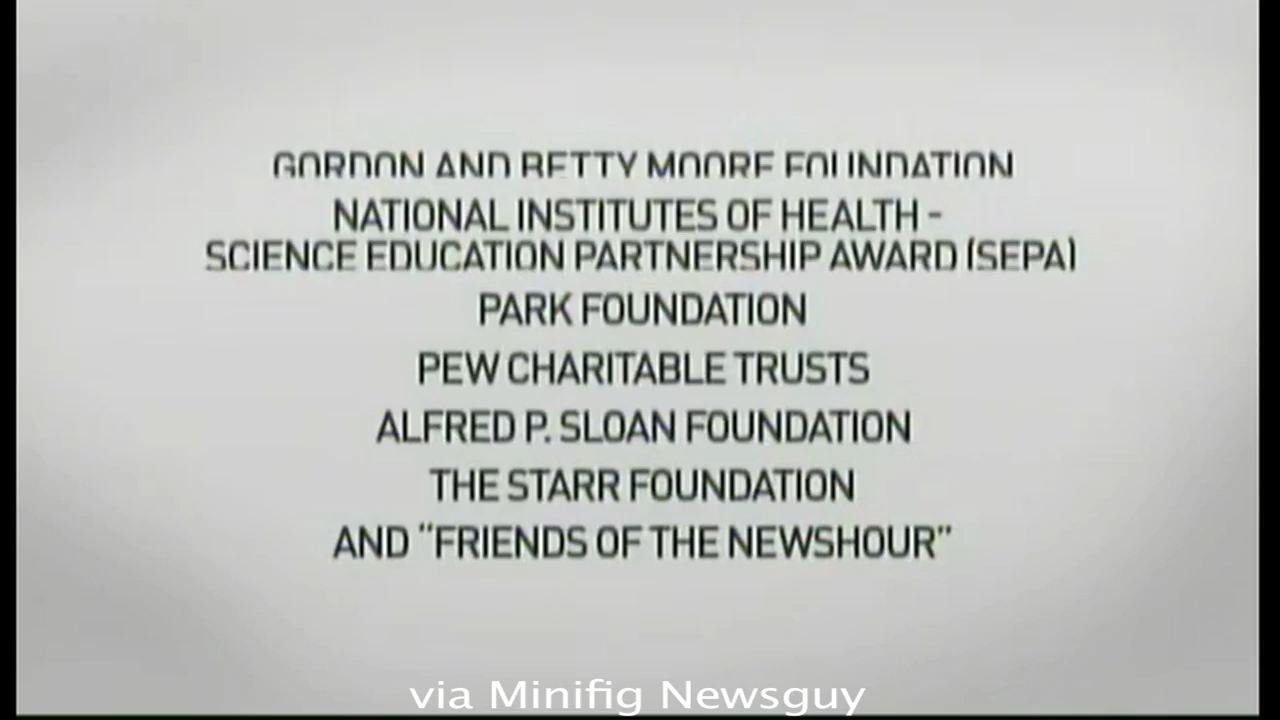 GORDON AND BETTY MOORE FOUNDATION
NATIONAL INSTITUTES OF HEALTH -
SCIENCE EDUCATION PARTNERSHIP AWARD (SEPA)
PARK FOUNDATION
PEW CHARITABLE TRUSTS
ALFRED P. SLOAN FOUNDATION
THE STARR FOUNDATION
AND "FRIENDS OF THE NEWSHOUR"
via Minifig Newsguy